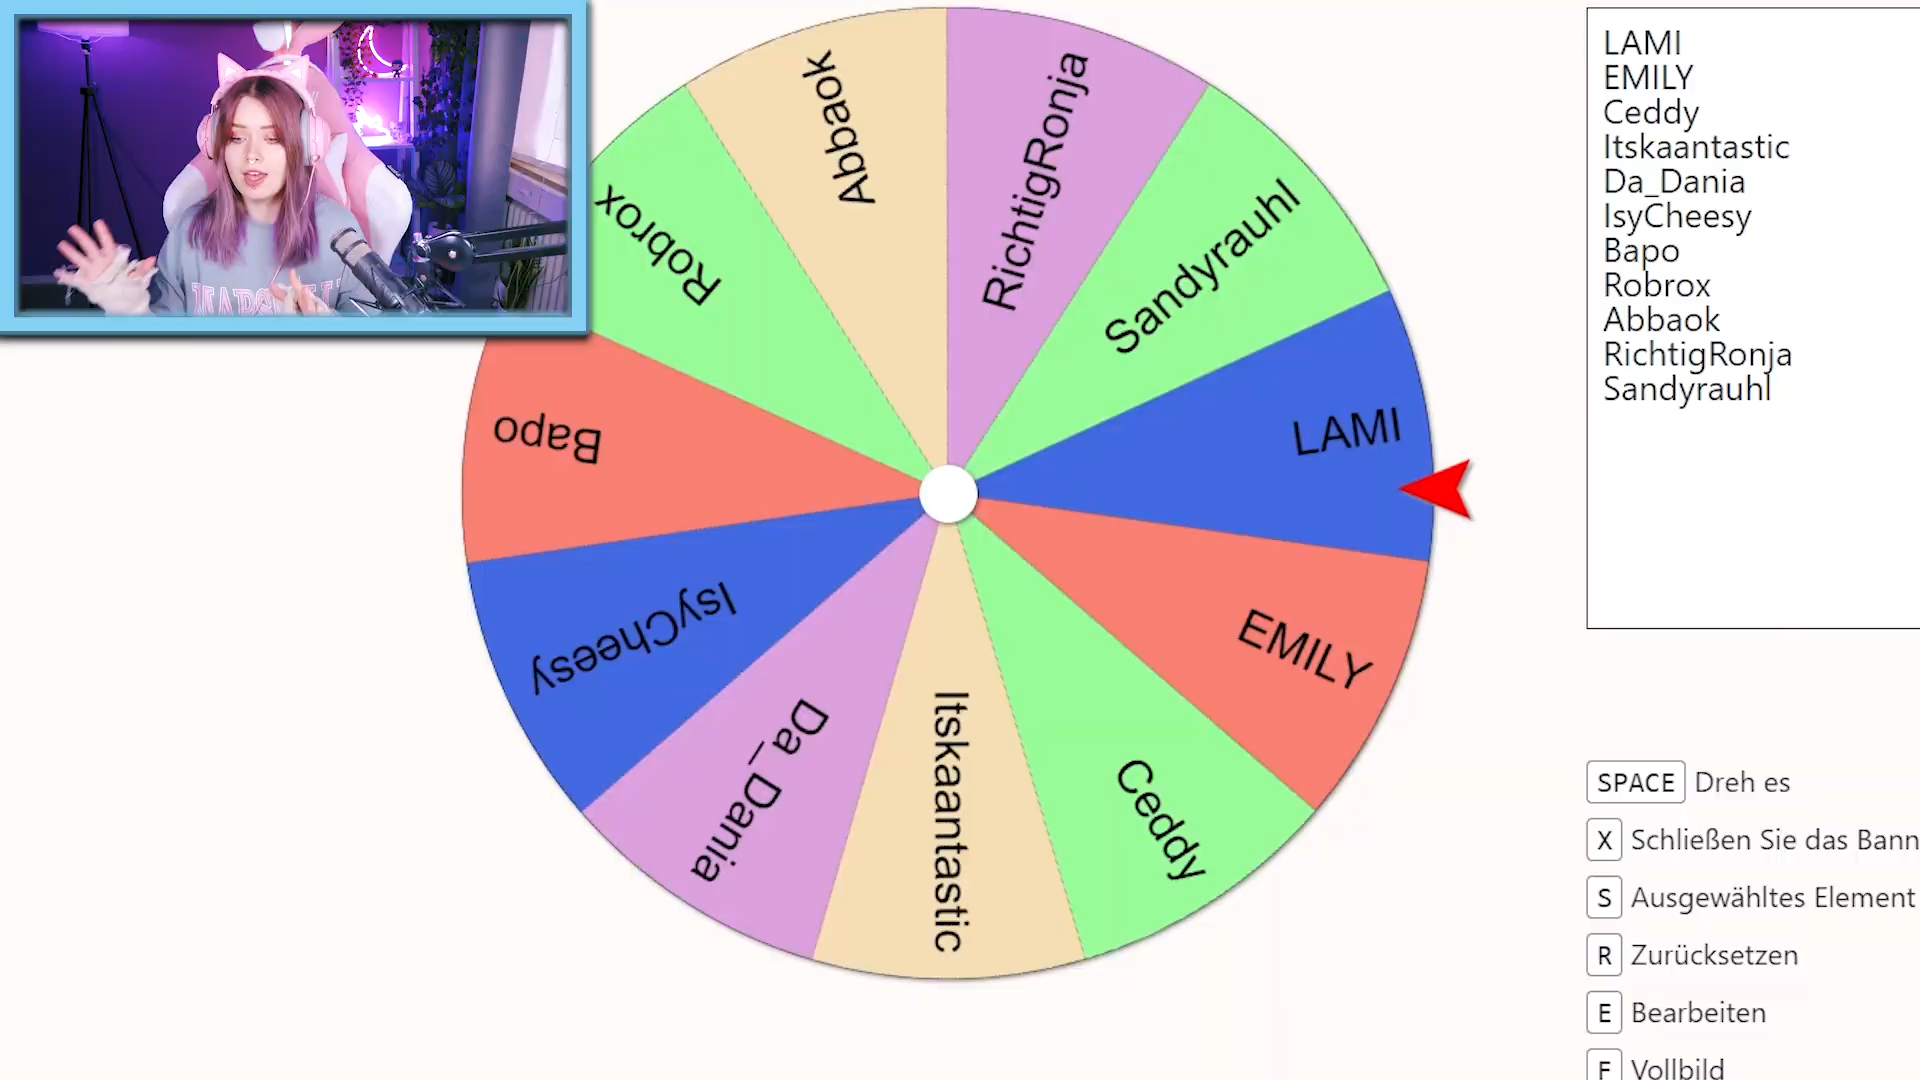 Abbaok
RichtigRonja
Sandyrauhl
LAMI
EMILY
Ceddy
Itskaantastic
Da_Dania
IsyCheesy
Bapo
Robrox
LAMI
EMILY
Ceddy
Itskaantastic
Da_Dania
IsyCheesy
Bapo
Robrox
Abbaok
RichtigRonja
Sandyrauhl
SPACE Dreh es
X Schließen Sie das Bann
S Ausgewähltes Element
R Zurücksetzen
E Bearbeiten
F Vollbild